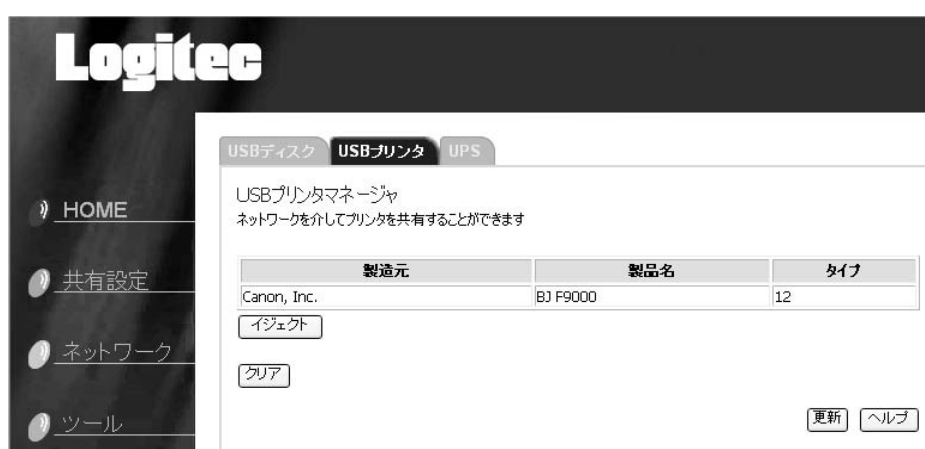 Logitec
USBディスク USBプリンタ UPS
USBプリンタマネージャ
ネットワークを介してプリンタを共有することができます
HOME
共有設定
ネットワーク
ツール
製造元 製品名 タイプ
Canon, Inc. BJ F9000 12
イジェクト
クリア
更新 ヘルプ